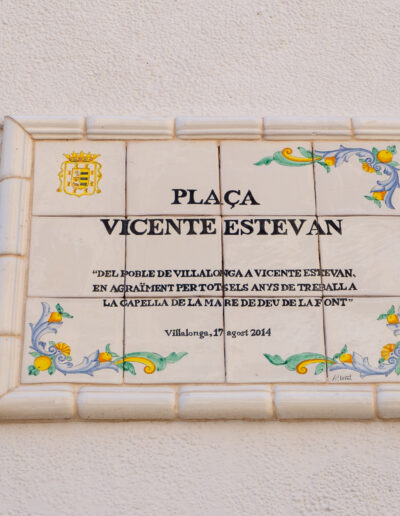 PLAÇA
VICENTE ESTEVAN
"DEL POBLE DE VILLALONGA A VICENTE ESTEVAN,
EN AGRAÏMENT PER TOTS ELS ANYS DE TREBALL A
LA CAPELLA DE LA MARE DE DEU DE LA FONT"
Villalonga, 17 agost 2014